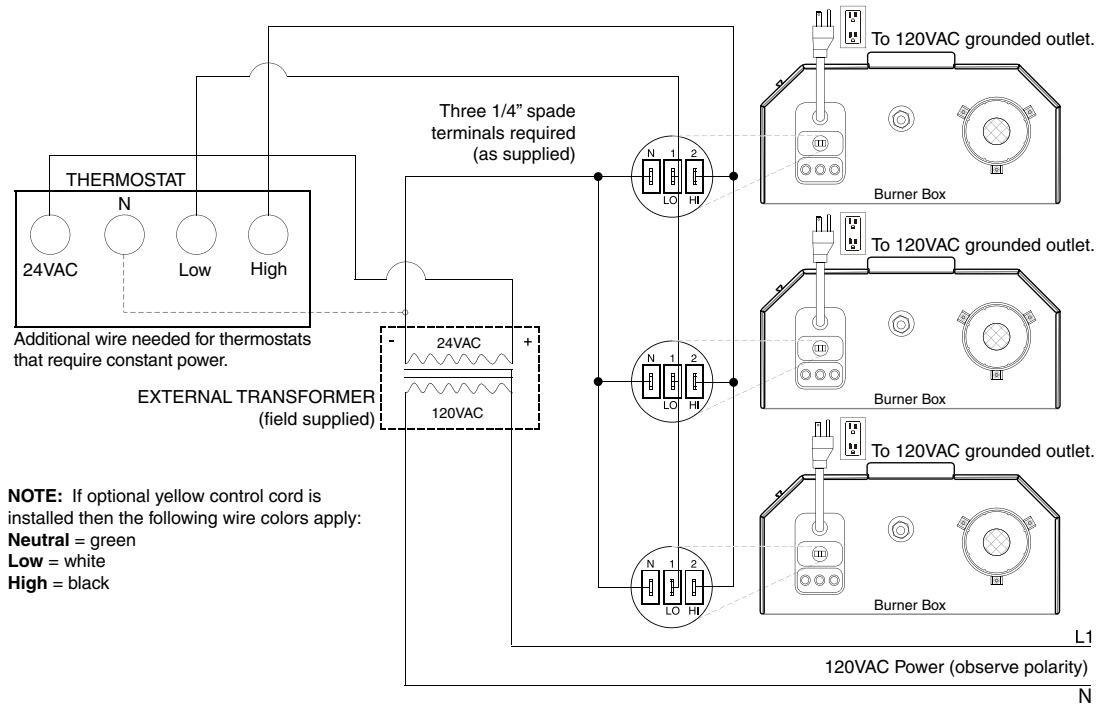 To 120VAC grounded outlet.
Three 1/4” spade
terminals required
(as supplied)
N 1 2
LO HI
Burner Box
THERMOSTAT
N
24VAC
Low
High
To 120VAC grounded outlet.
Additional wire needed for thermostats
that require constant power.
- 24VAC +
N 1 2
LO HI
EXTERNAL TRANSFORMER
(field supplied)
120VAC
Burner Box
To 120VAC grounded outlet.
NOTE: If optional yellow control cord is
installed then the following wire colors apply:
Neutral = green
Low = white
High = black
N 1 2
LO HI
Burner Box
L1
120VAC Power (observe polarity)
N